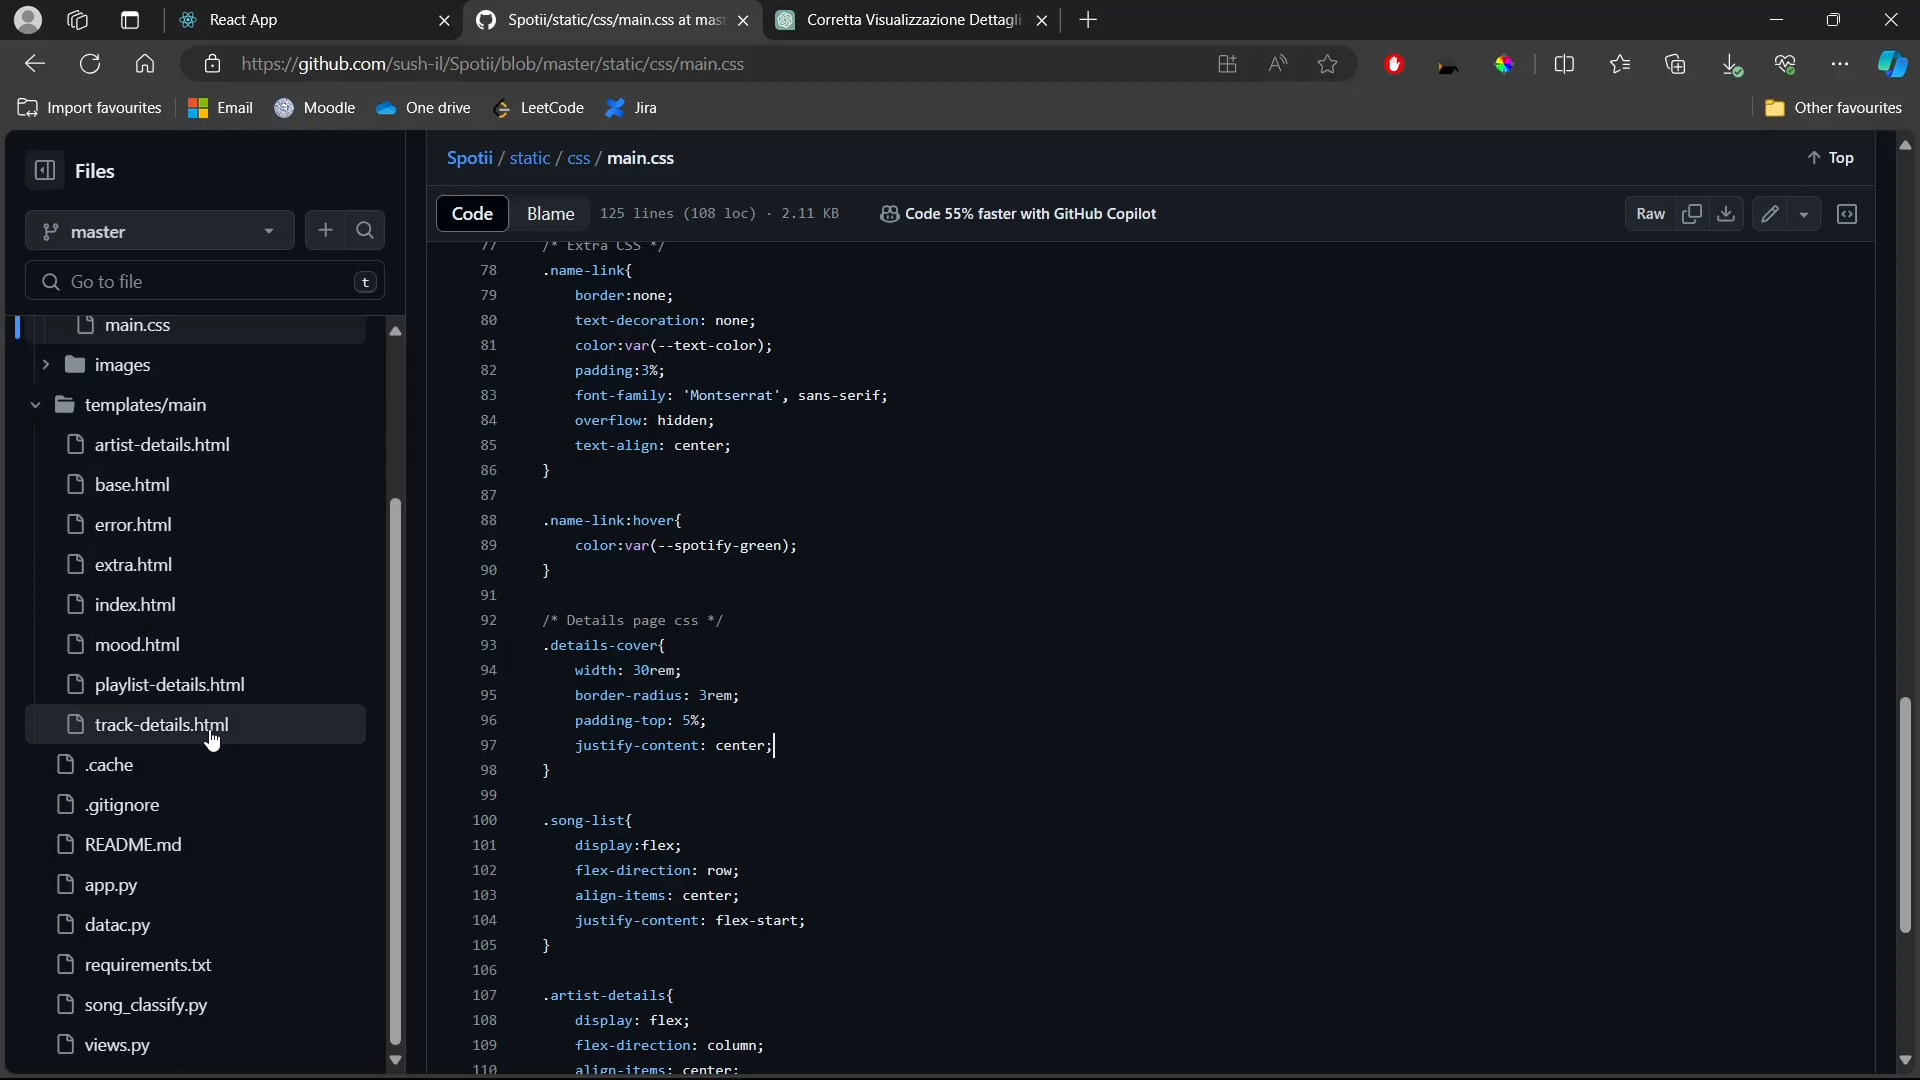 React App
Spotii/static/css/main.css at mast
Corretta Visualizzazione Dettagli
https://github.com/sush-il/Spotii/blob/master/static/css/main.css
Import favourites
Email
Moodle
One drive
LeetCode
Jira
Other favourites
Files
master
Go to file
t
main.css
images
templates/main
artist-details.html
base.html
error.html
extra.html
index.html
mood.html
playlist-details.html
track-details.html
.cache
.gitignore
README.md
app.py
datac.py
requirements.txt
song_classify.py
views.py
Spotii / static / css / main.css
Top
Code
Blame
125 lines (108 loc) · 2.11 KB
Code 55% faster with GitHub Copilot
Raw
77 /* Extra CSS */
78 .name-link{
79 border:none;
80 text-decoration: none;
81 color:var(--text-color);
82 padding:3%;
83 font-family: 'Montserrat', sans-serif;
84 overflow: hidden;
85 text-align: center;
86 }
87
88 .name-link:hover{
89 color:var(--spotify-green);
90 }
91
92 /* Details page css */
93 .details-cover{
94 width: 30rem;
95 border-radius: 3rem;
96 padding-top: 5%;
97 justify-content: center;
98 }
99
100 .song-list{
101 display:flex;
102 flex-direction: row;
103 align-items: center;
104 justify-content: flex-start;
105 }
106
107 .artist-details{
108 display: flex;
109 flex-direction: column;
110 align-items: center;